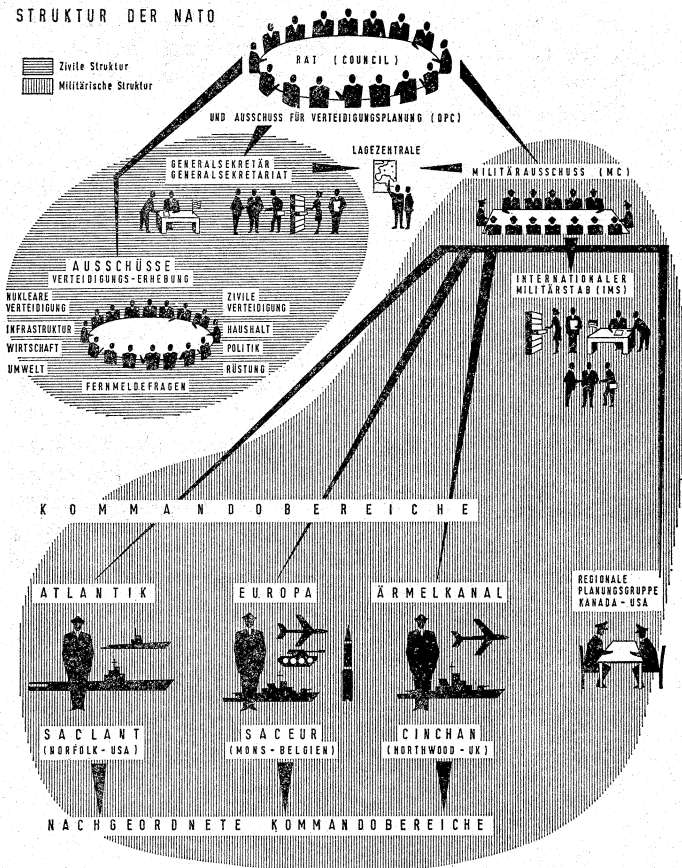 STRUKTUR DER NATO
Zivile Struktur
Militärische Struktur
RAT (COUNCIL)
UND AUSSCHUSS FÜR VERTEIDIGUNGSPLANUNG (DPC)
LAGEZENTRALE
GENERALSEKRETÄR
GENERALSEKRETARIAT
MILITÄRAUSSCHUSS (MC)
AUSSCHÜSSE
VERTEIDIGUNGS-ERHEBUNG
NUKLEARE
VERTEIDIGUNG
INFRASTRUKTUR
WIRTSCHAFT
UMWELT
ZIVILE
VERTEIDIGUNG
HAUSHALT
POLITIK
RÜSTUNG
FERNMELDEFRAGEN
INTERNATIONALER
MILITÄRSTAB (IMS)
KOMMANDOBEREICHE
ATLANTIK
EUROPA
ÄRMELKANAL
REGIONALE
PLANUNGSGRUPPE
KANADA - USA
SACLANT
(NORFOLK - USA)
SACEUR
(MONS - BELGIEN)
CINCHAN
(NORTHWOOD - UK)
NACHGEORDNETE KOMMANDOBEREICHE